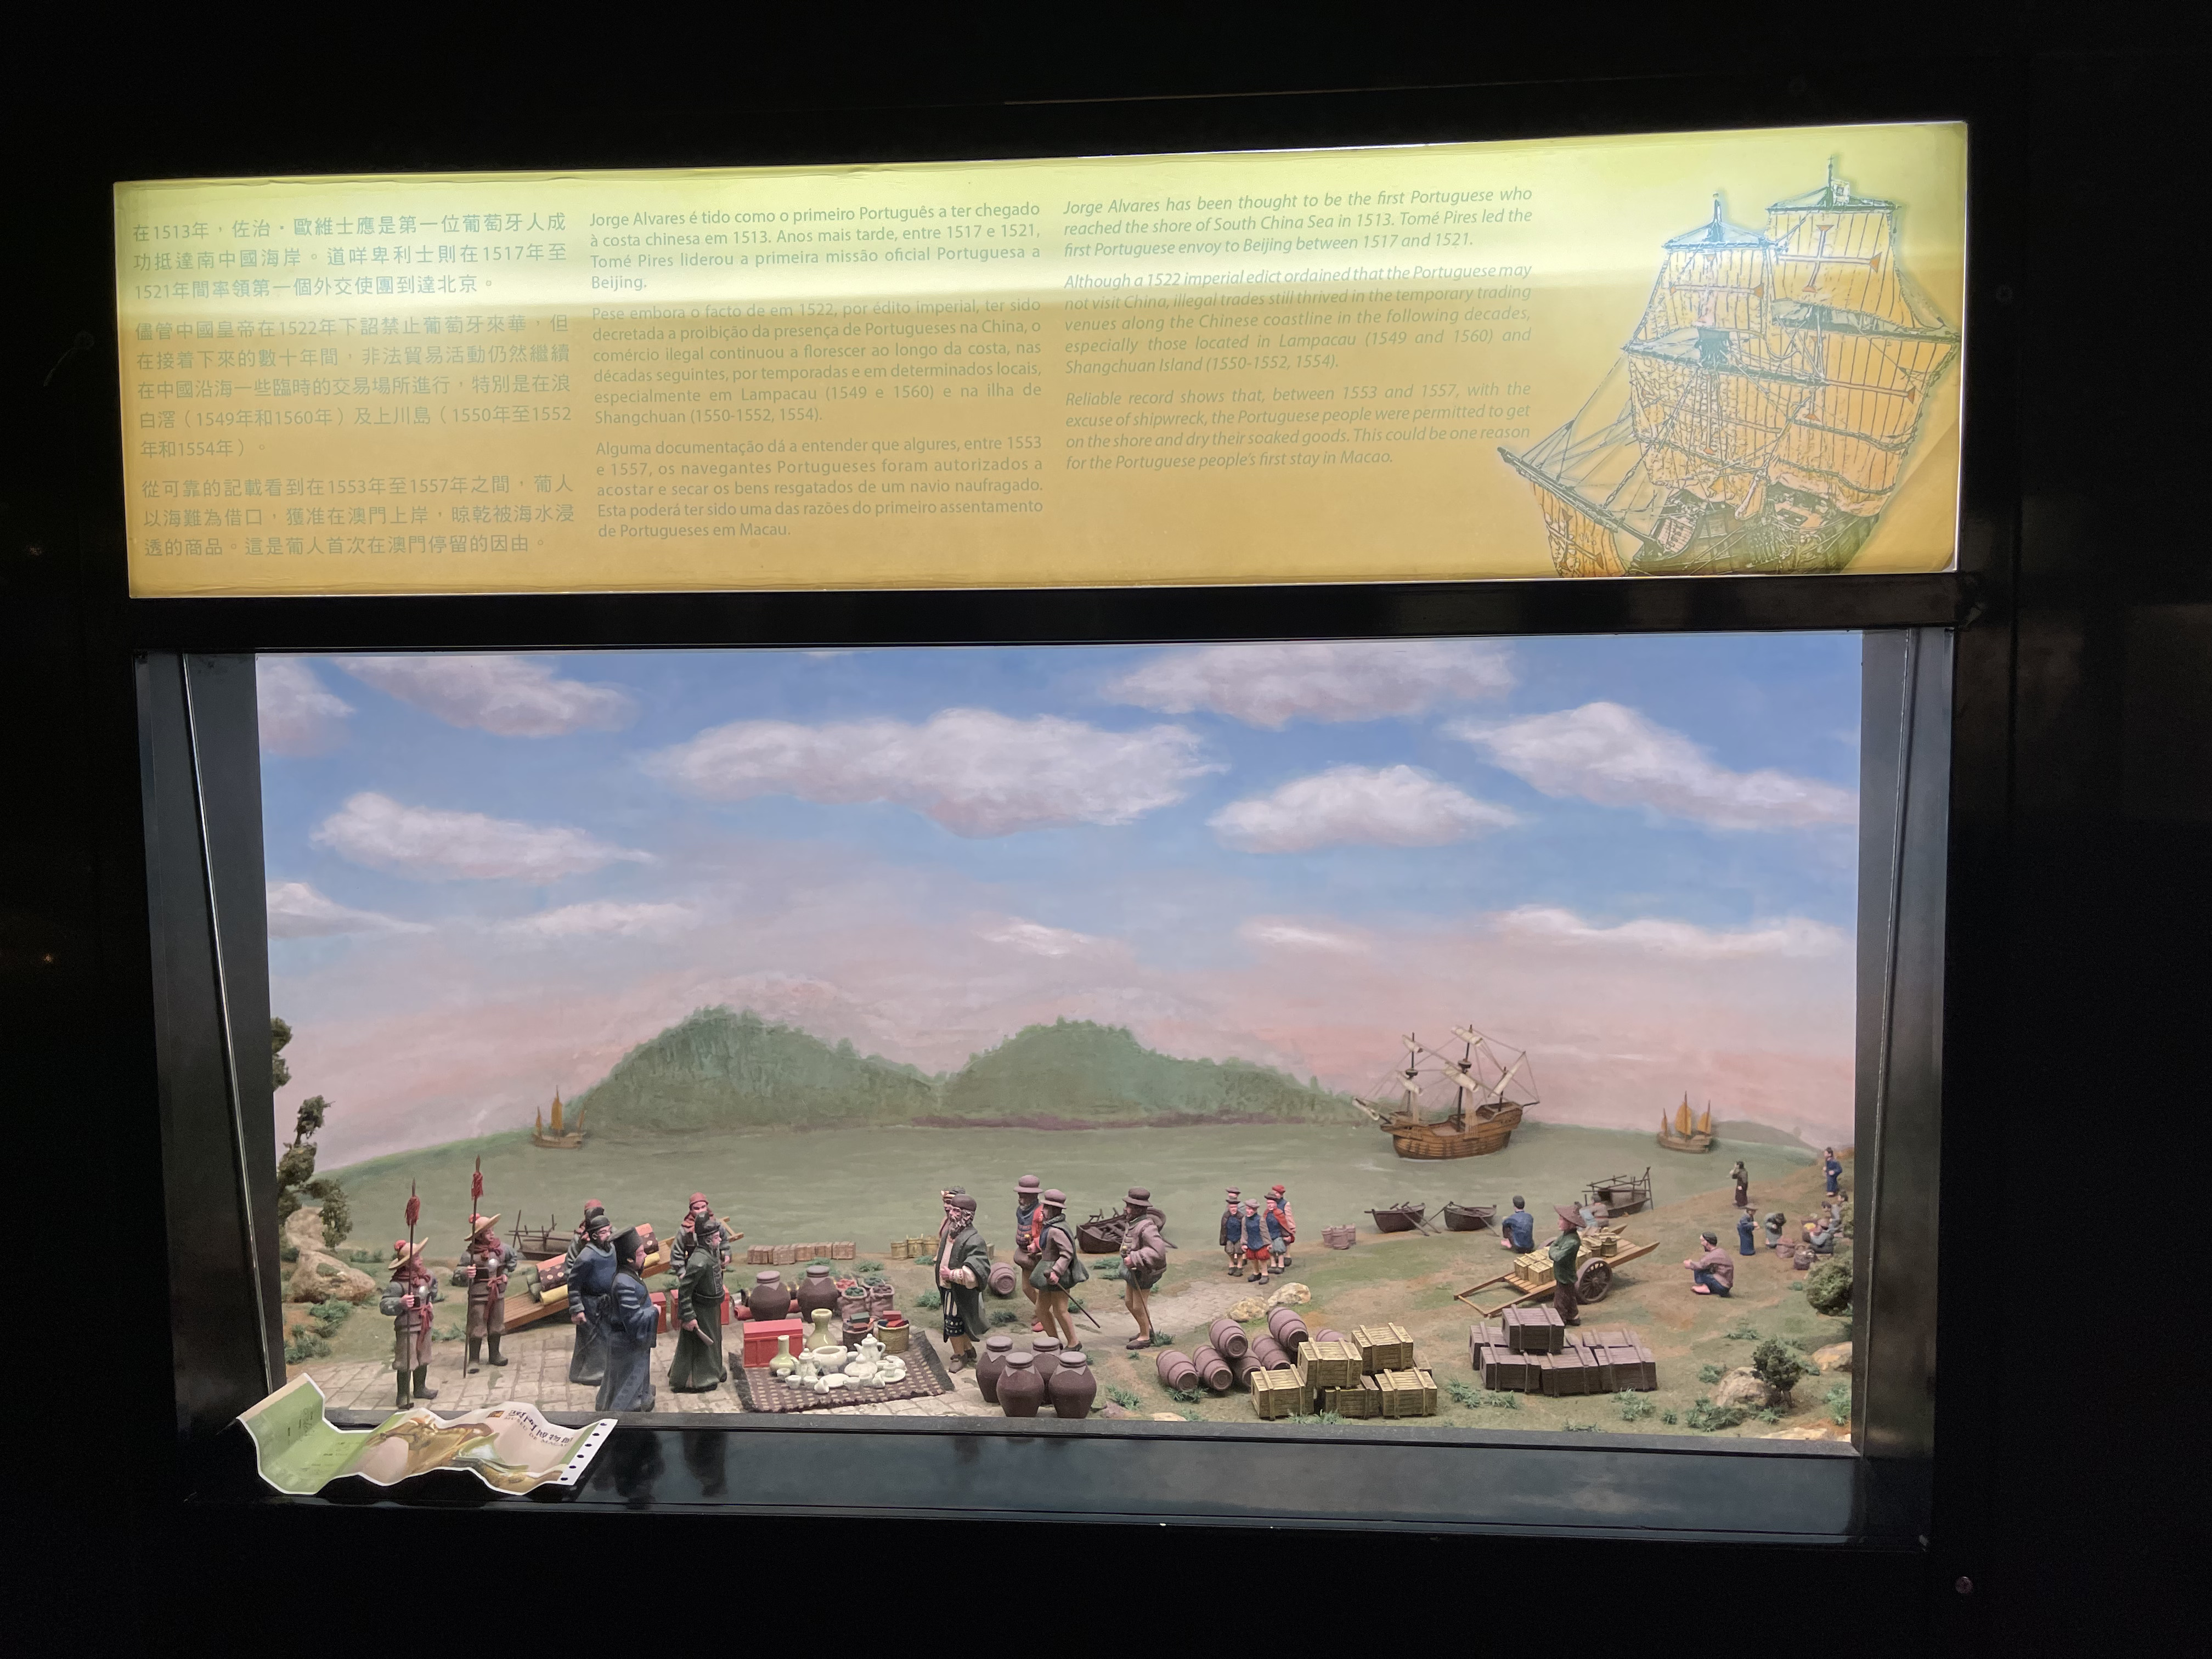 在1513年，佐治·歐維士應是第一位葡萄牙人成
功抵達南中國海岸。道咩卑利士則在1517年至
1521年間率領第一個外交使團到達北京。
儘管中國皇帝在1522年下詔禁止葡萄牙來華，但
在接着下來的數十年間，非法貿易活動仍然繼續
在中國沿海一些臨時的交易場所進行，特別是在浪
白滘（1549年和1560年）及上川島（1550年至1552
年和1554年）。
從可靠的記載看到在1553年至1557年之間，葡人
以海難為借口，獲准在澳門上岸，晾乾被海水浸
透的商品。這是葡人首次在澳門停留的因由。
Jorge Alvares é tido como o primeiro Português a ter chegado
à costa chinesa em 1513. Anos mais tarde, entre 1517 e 1521,
Tomé Pires liderou a primeira missão oficial Portuguesa a
Beijing.
Pese embora o facto de em 1522, por édito imperial, ter sido
decretada a proibição da presença de Portugueses na China, o
comércio ilegal continuou a florescer ao longo da costa, nas
décadas seguintes, por temporadas e em determinados locais,
especialmente em Lampacau (1549 e 1560) e na ilha de
Shangchuan (1550-1552, 1554).
Alguma documentação dá a entender que algures, entre 1553
e 1557, os navegantes Portugueses foram autorizados a
acostar e secar os bens resgatados de um navio naufragado.
Esta poderá ter sido uma das razões do primeiro assentamento
de Portugueses em Macau.
Jorge Alvares has been thought to be the first Portuguese who
reached the shore of South China Sea in 1513. Tomé Pires led the
first Portuguese envoy to Beijing between 1517 and 1521.
Although a 1522 imperial edict ordained that the Portuguese may
not visit China, illegal trades still thrived in the temporary trading
venues along the Chinese coastline in the following decades,
especially those located in Lampacau (1549 and 1560) and
Shangchuan Island (1550-1552, 1554).
Reliable record shows that, between 1553 and 1557, with the
excuse of shipwreck, the Portuguese people were permitted to get
on the shore and dry their soaked goods. This could be one reason
for the Portuguese people's first stay in Macao.
澳門博物館